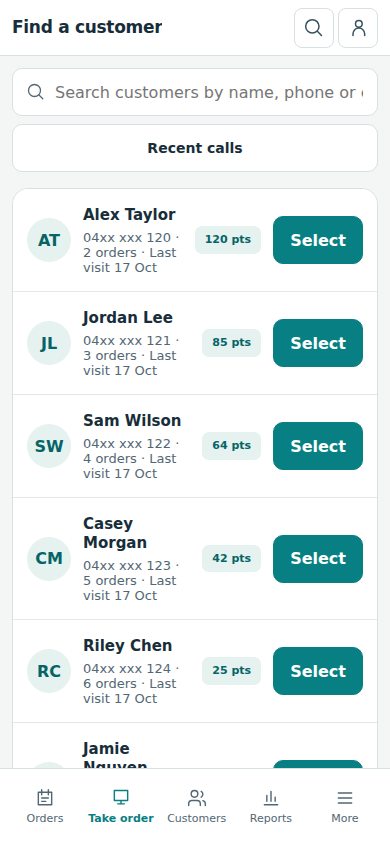 Find a customer
Search customers by name, phone or
Recent calls
AT
Alex Taylor
04xx xxx 120 ·
2 orders · Last
visit 17 Oct
120 pts
Select
JL
Jordan Lee
04xx xxx 121 ·
3 orders · Last
visit 17 Oct
85 pts
Select
SW
Sam Wilson
04xx xxx 122 ·
4 orders · Last
visit 17 Oct
64 pts
Select
CM
Casey
Morgan
04xx xxx 123 ·
5 orders · Last
visit 17 Oct
42 pts
Select
RC
Riley Chen
04xx xxx 124 ·
6 orders · Last
visit 17 Oct
25 pts
Select
Jamie
Nguyen
Orders
Take order
Customers
Reports
More